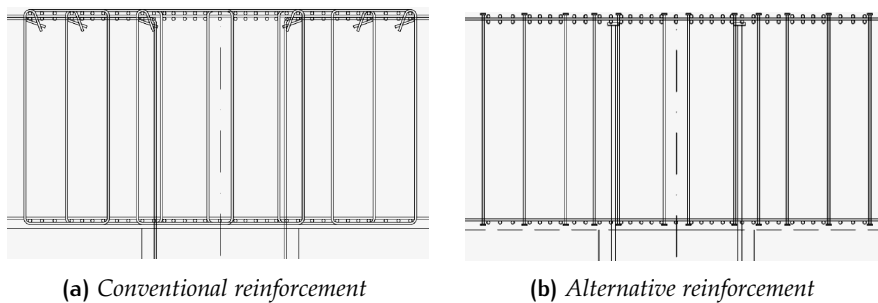 (a) Conventional reinforcement
(b) Alternative reinforcement